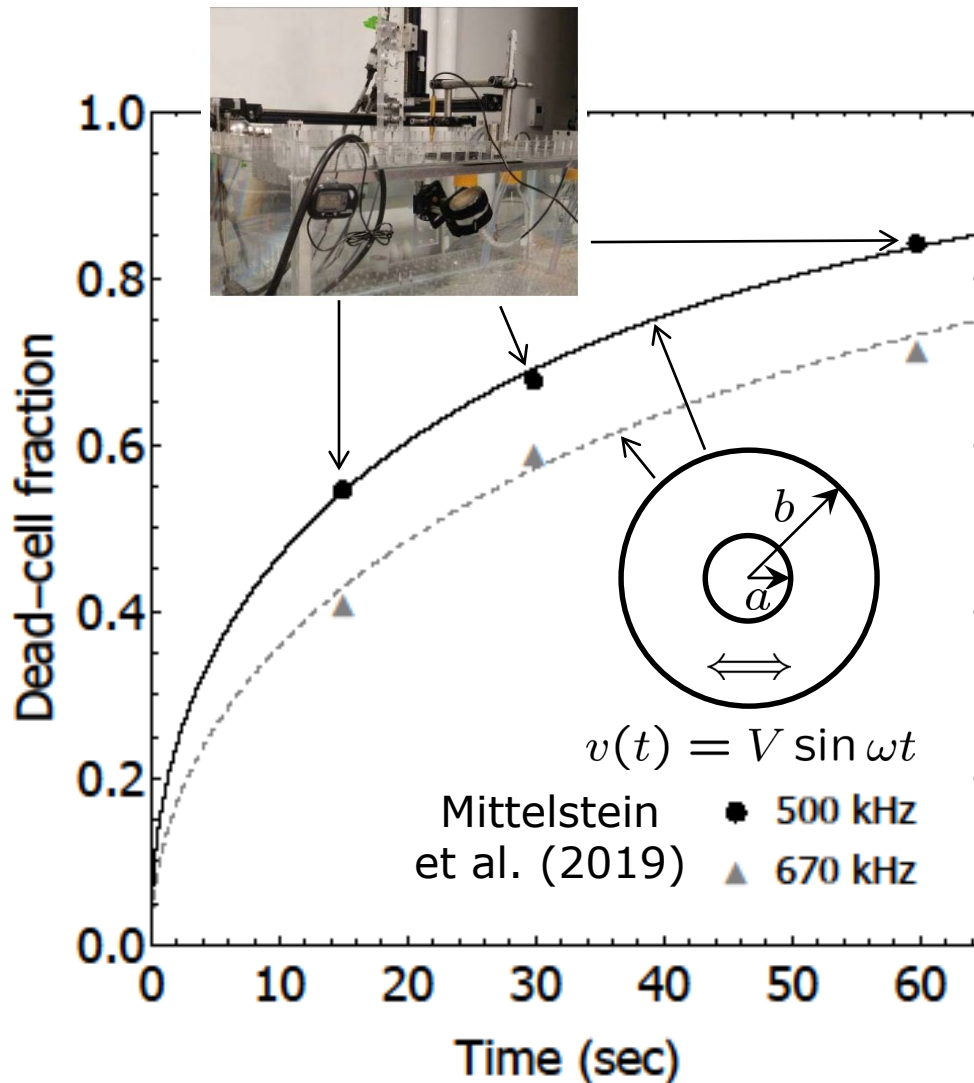 1.0
0.8
0.6
0.4
0.2
0.0
Dead-cell fraction
b
a
v(t) = V sin ωt
Mittelstein
et al. (2019)
500 kHz
670 kHz
0 10 20 30 40 50 60
Time (sec)